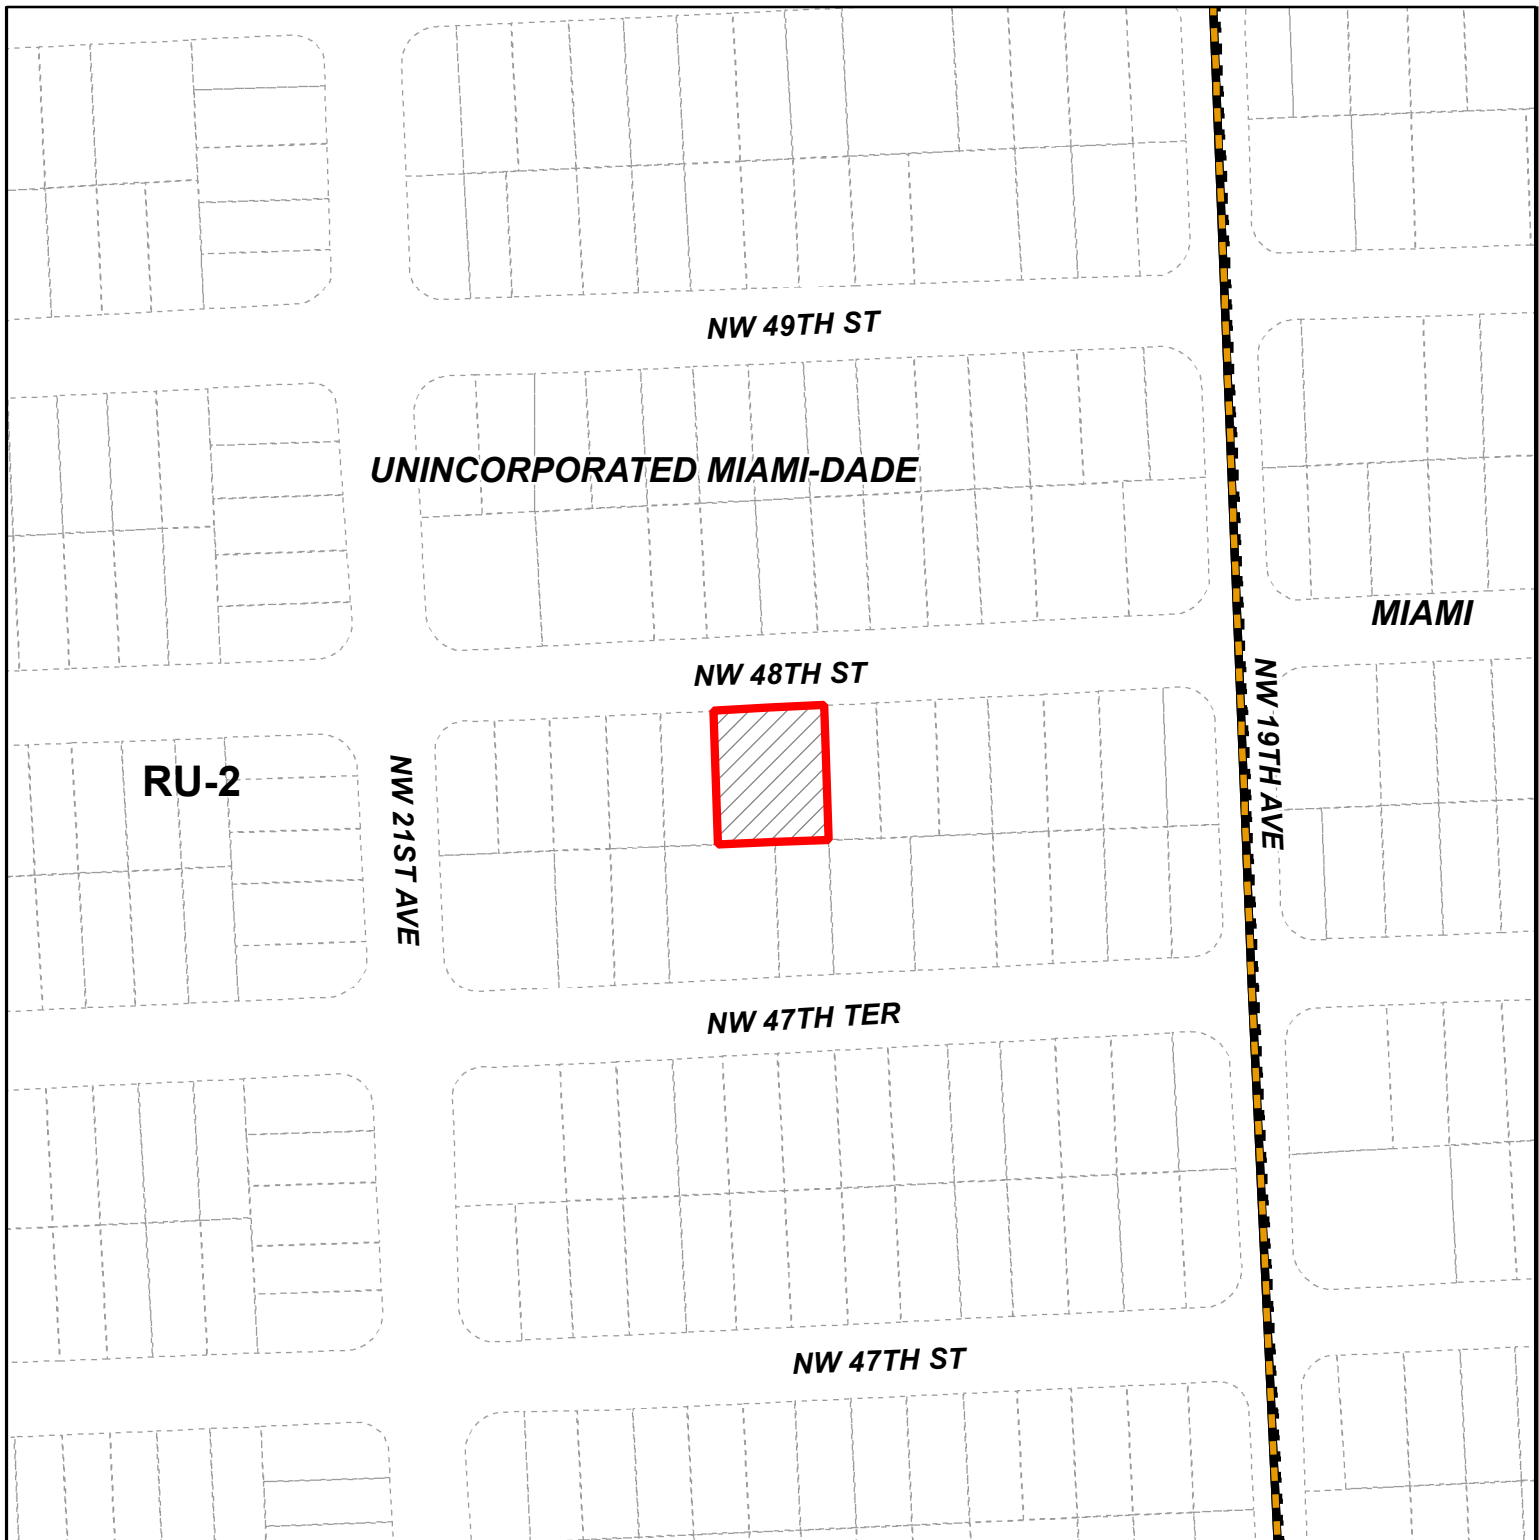 NW 49TH ST
UNINCORPORATED MIAMI-DADE
MIAMI
NW 48TH ST
NW 19TH AVE
RU-2
NW 21ST AVE
NW 47TH TER
NW 47TH ST